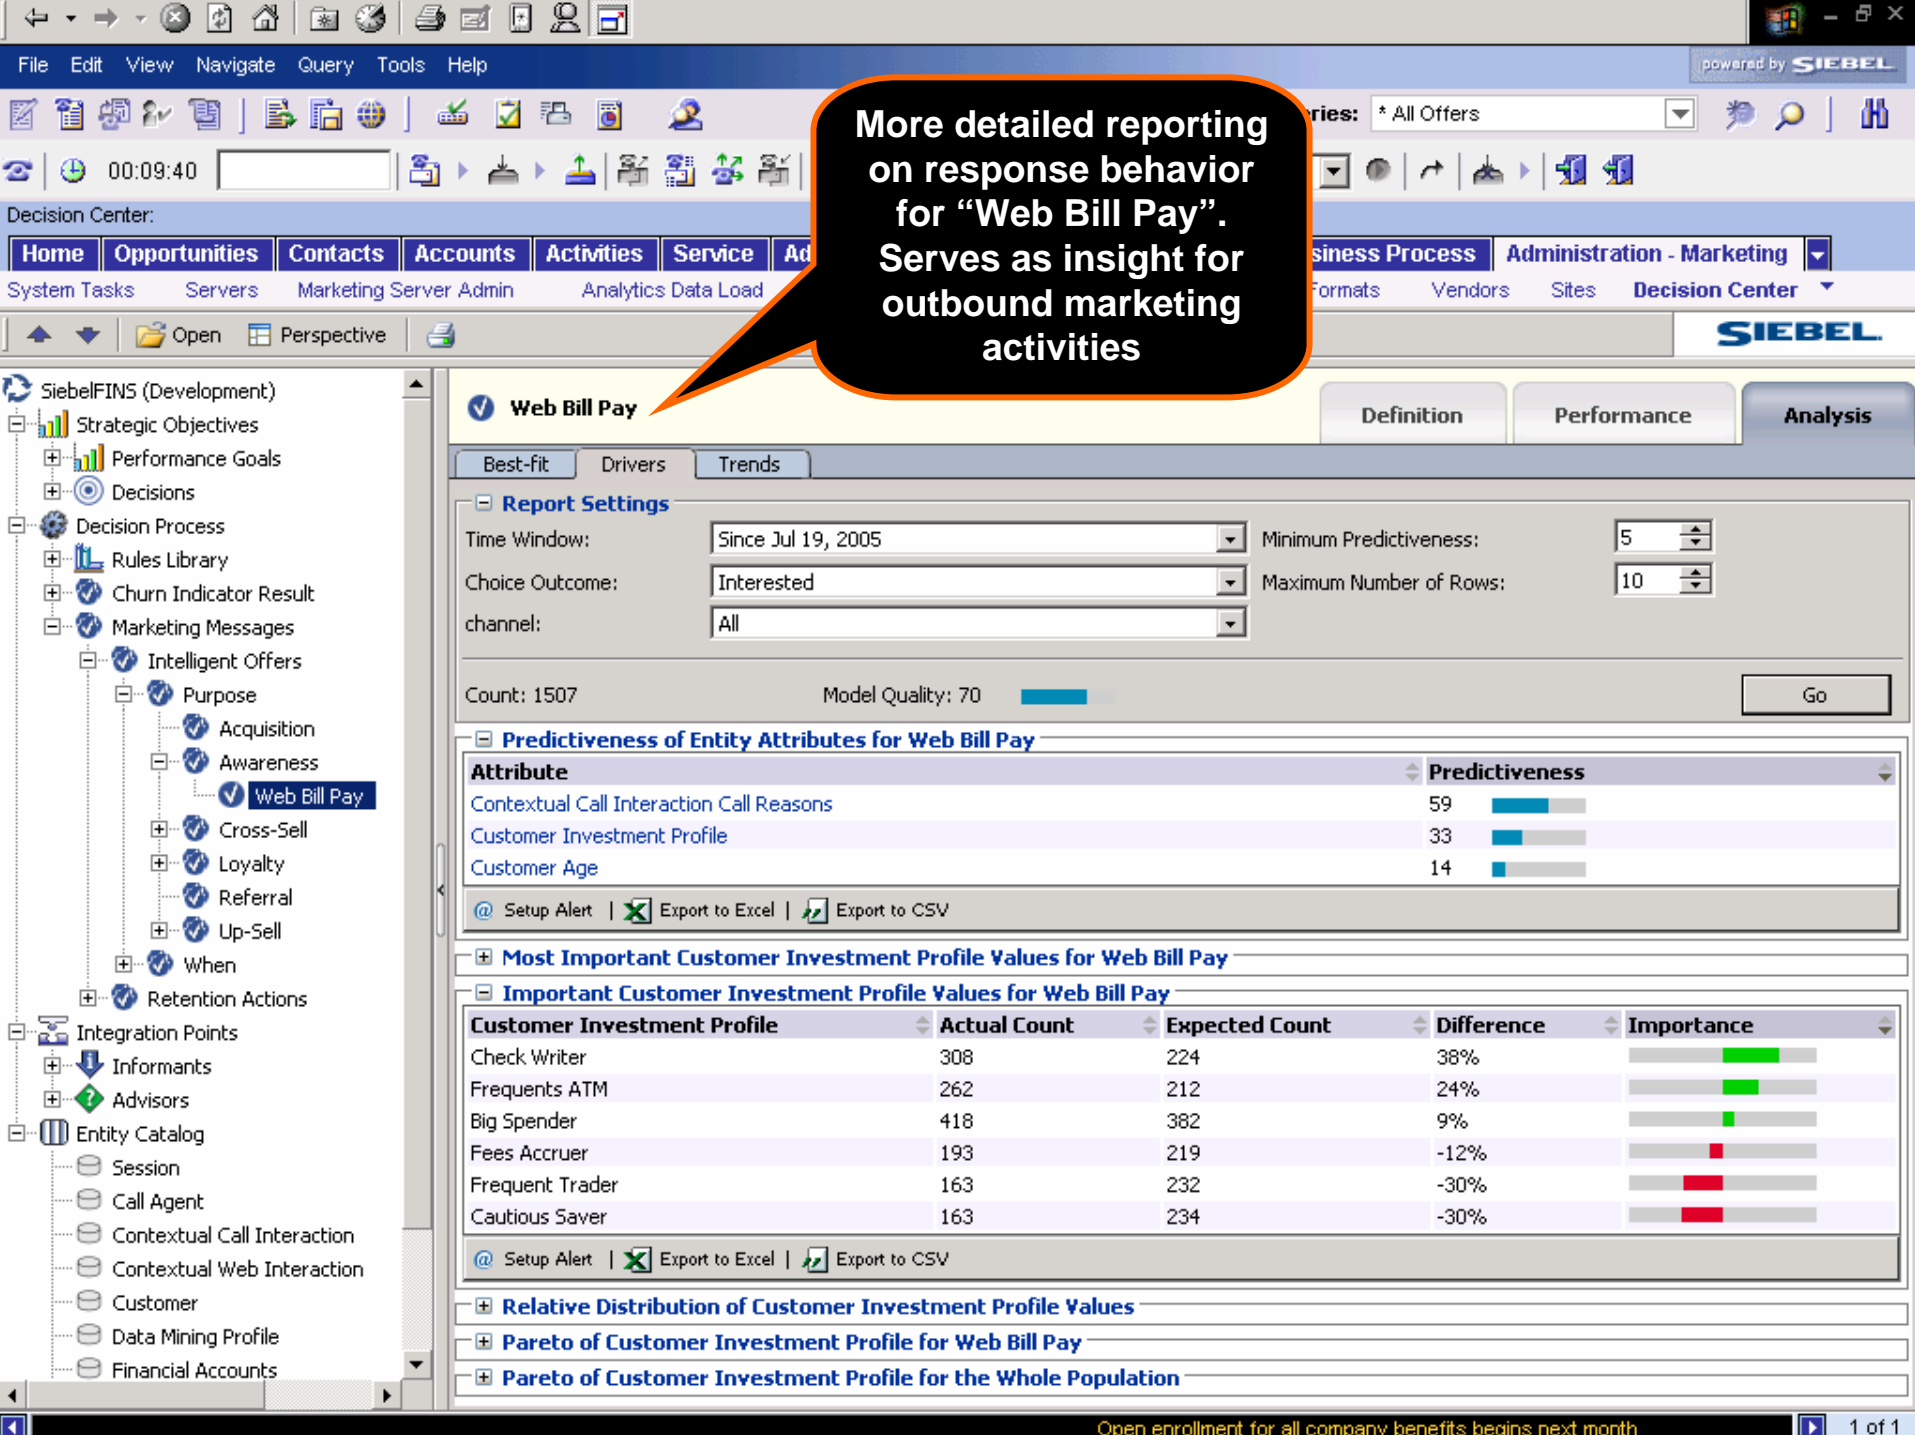 File Edit View Navigate Query Tools Help
powered by SIEBEL
More detailed reporting
on response behavior
for “Web Bill Pay”.
Serves as insight for
outbound marketing
activities
ries: * All Offers
00:09:40
Decision Center:
Home Opportunities Contacts Accounts Activities Service Ad siness Process Administration - Marketing
System Tasks Servers Marketing Server Admin Analytics Data Load Formats Vendors Sites Decision Center
Open Perspective
SIEBEL.
SiebelFINS (Development)
Strategic Objectives
Performance Goals
Decisions
Decision Process
Rules Library
Churn Indicator Result
Marketing Messages
Intelligent Offers
Purpose
Acquisition
Awareness
Web Bill Pay
Cross-Sell
Loyalty
Referral
Up-Sell
When
Retention Actions
Integration Points
Informants
Advisors
Entity Catalog
Session
Call Agent
Contextual Call Interaction
Contextual Web Interaction
Customer
Data Mining Profile
Financial Accounts
Web Bill Pay
Definition Performance Analysis
Best-fit Drivers Trends
Report Settings
Time Window: Since Jul 19, 2005 Minimum Predictiveness: 5
Choice Outcome: Interested Maximum Number of Rows: 10
channel: All
Count: 1507 Model Quality: 70 Go
Predictiveness of Entity Attributes for Web Bill Pay
Attribute Predictiveness
Contextual Call Interaction Call Reasons 59
Customer Investment Profile 33
Customer Age 14
@ Setup Alert | Export to Excel | Export to CSV
Most Important Customer Investment Profile Values for Web Bill Pay
Important Customer Investment Profile Values for Web Bill Pay
Customer Investment Profile Actual Count Expected Count Difference Importance
Check Writer 308 224 38%
Frequents ATM 262 212 24%
Big Spender 418 382 9%
Fees Accruer 193 219 -12%
Frequent Trader 163 232 -30%
Cautious Saver 163 234 -30%
@ Setup Alert | Export to Excel | Export to CSV
Relative Distribution of Customer Investment Profile Values
Pareto of Customer Investment Profile for Web Bill Pay
Pareto of Customer Investment Profile for the Whole Population
Open enrollment for all company benefits begins next month
1 of 1